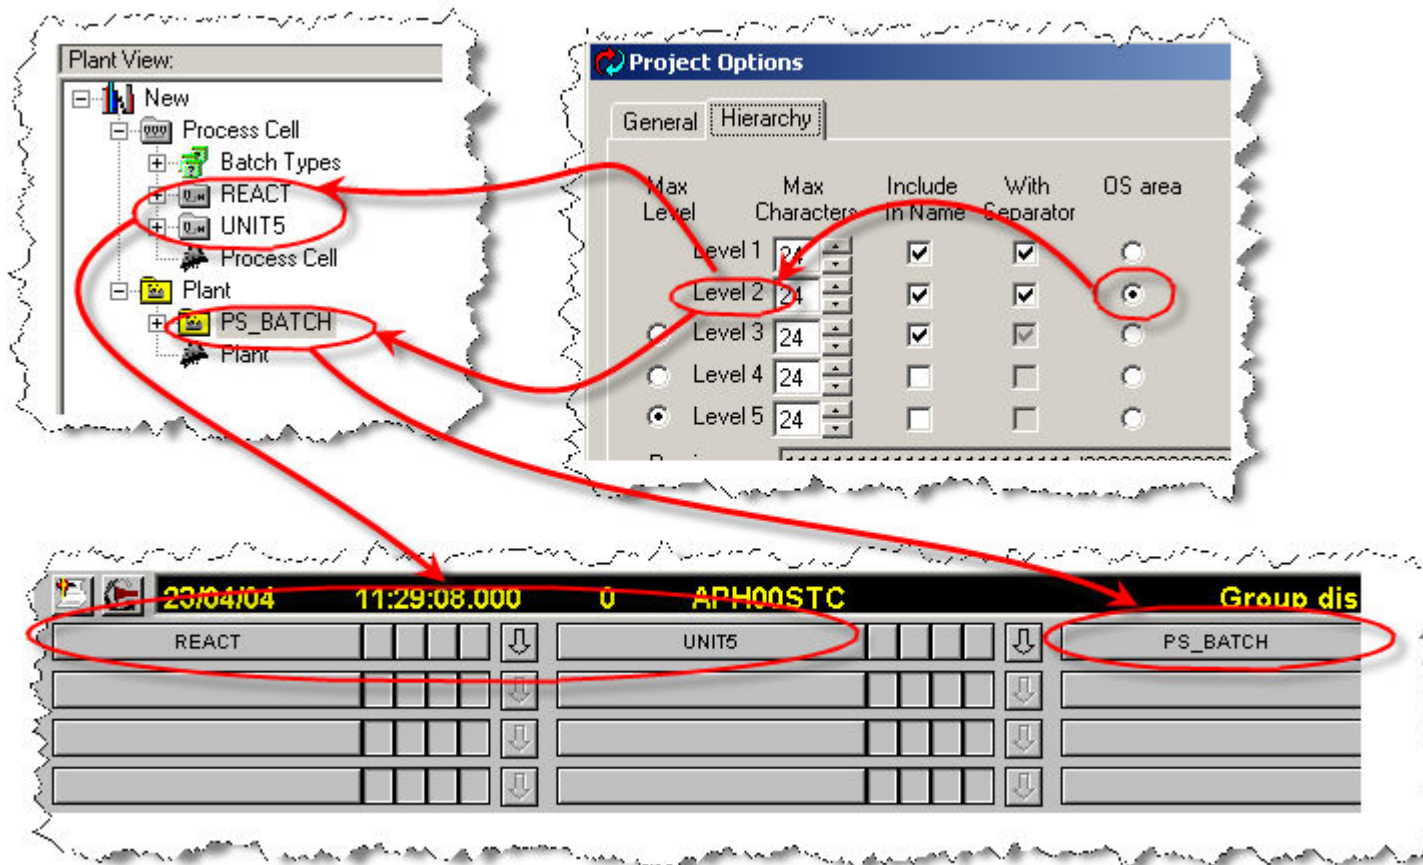 Plant View:
New
Process Cell
Batch Types
REACT
UNIT5
Process Cell
Plant
PS_BATCH
Plant
Project Options
General Hierarchy
Max Level Max Characters Include In Name With Separator OS area
Level 1 24
Level 2 24
Level 3 24
Level 4 24
Level 5 24
23/04/04 11:29:08.000 0 APH00STC Group dis
REACT UNIT5 PS_BATCH